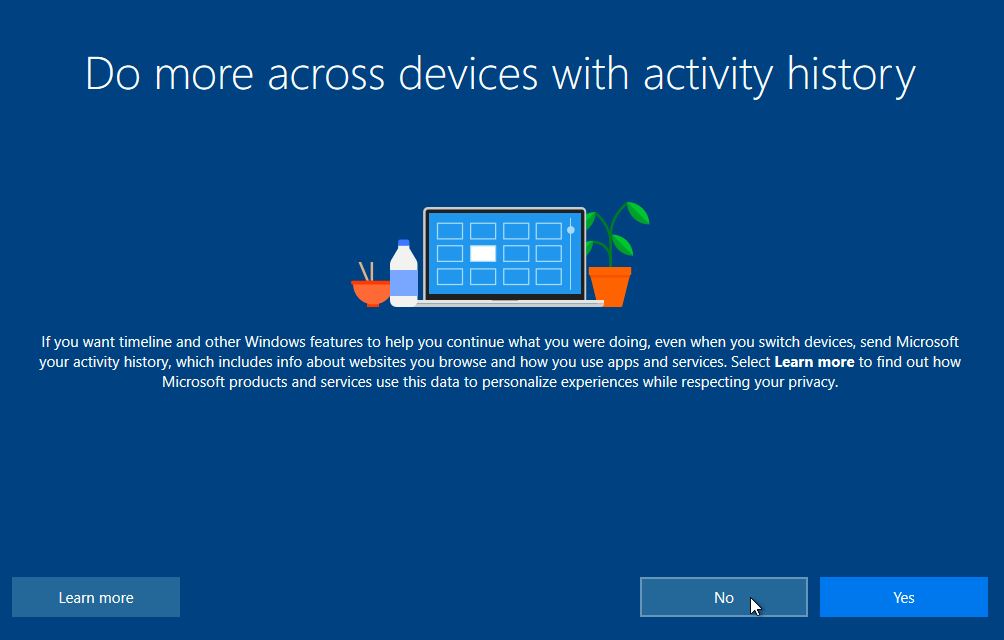 Do more across devices with activity history
If you want timeline and other Windows features to help you continue what you were doing, even when you switch devices, send Microsoft
your activity history, which includes info about websites you browse and how you use apps and services. Select Learn more to find out how
Microsoft products and services use this data to personalize experiences while respecting your privacy.
Learn more
No
Yes